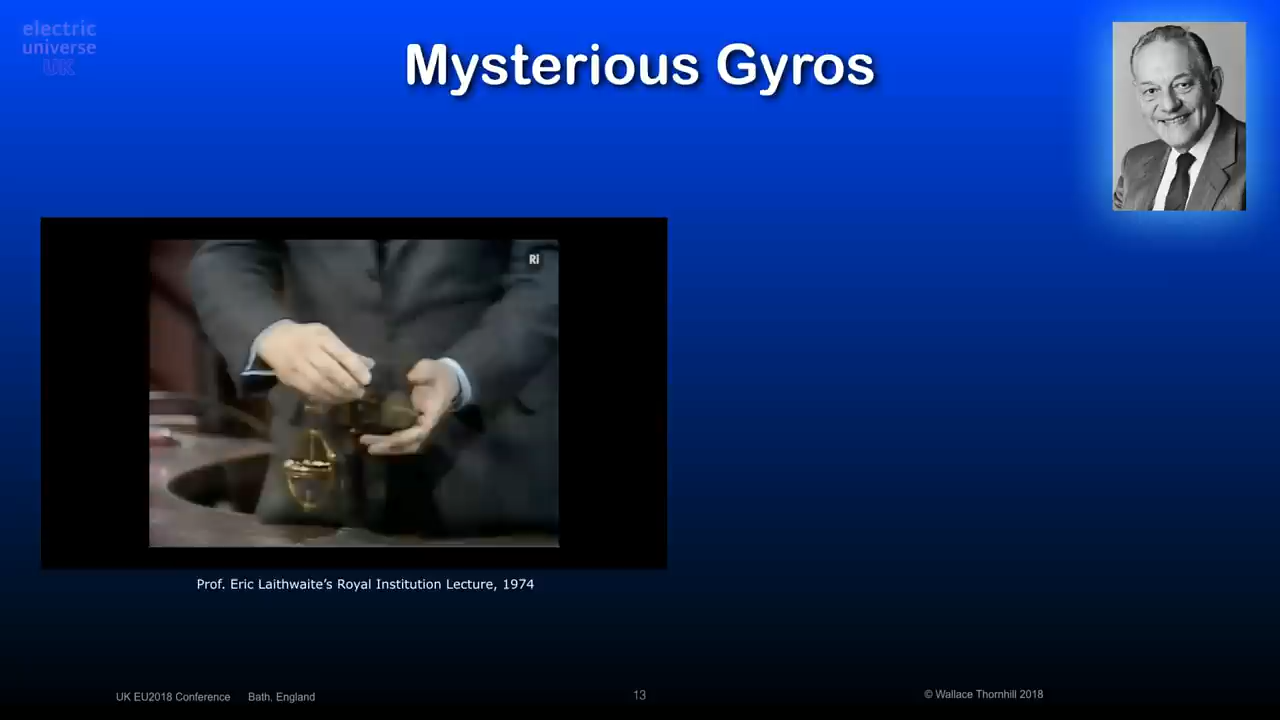 electric
universe
UK
Mysterious Gyros
Ri
Prof. Eric Laithwaite’s Royal Institution Lecture, 1974
UK EU2018 Conference Bath, England
13
© Wallace Thornhill 2018